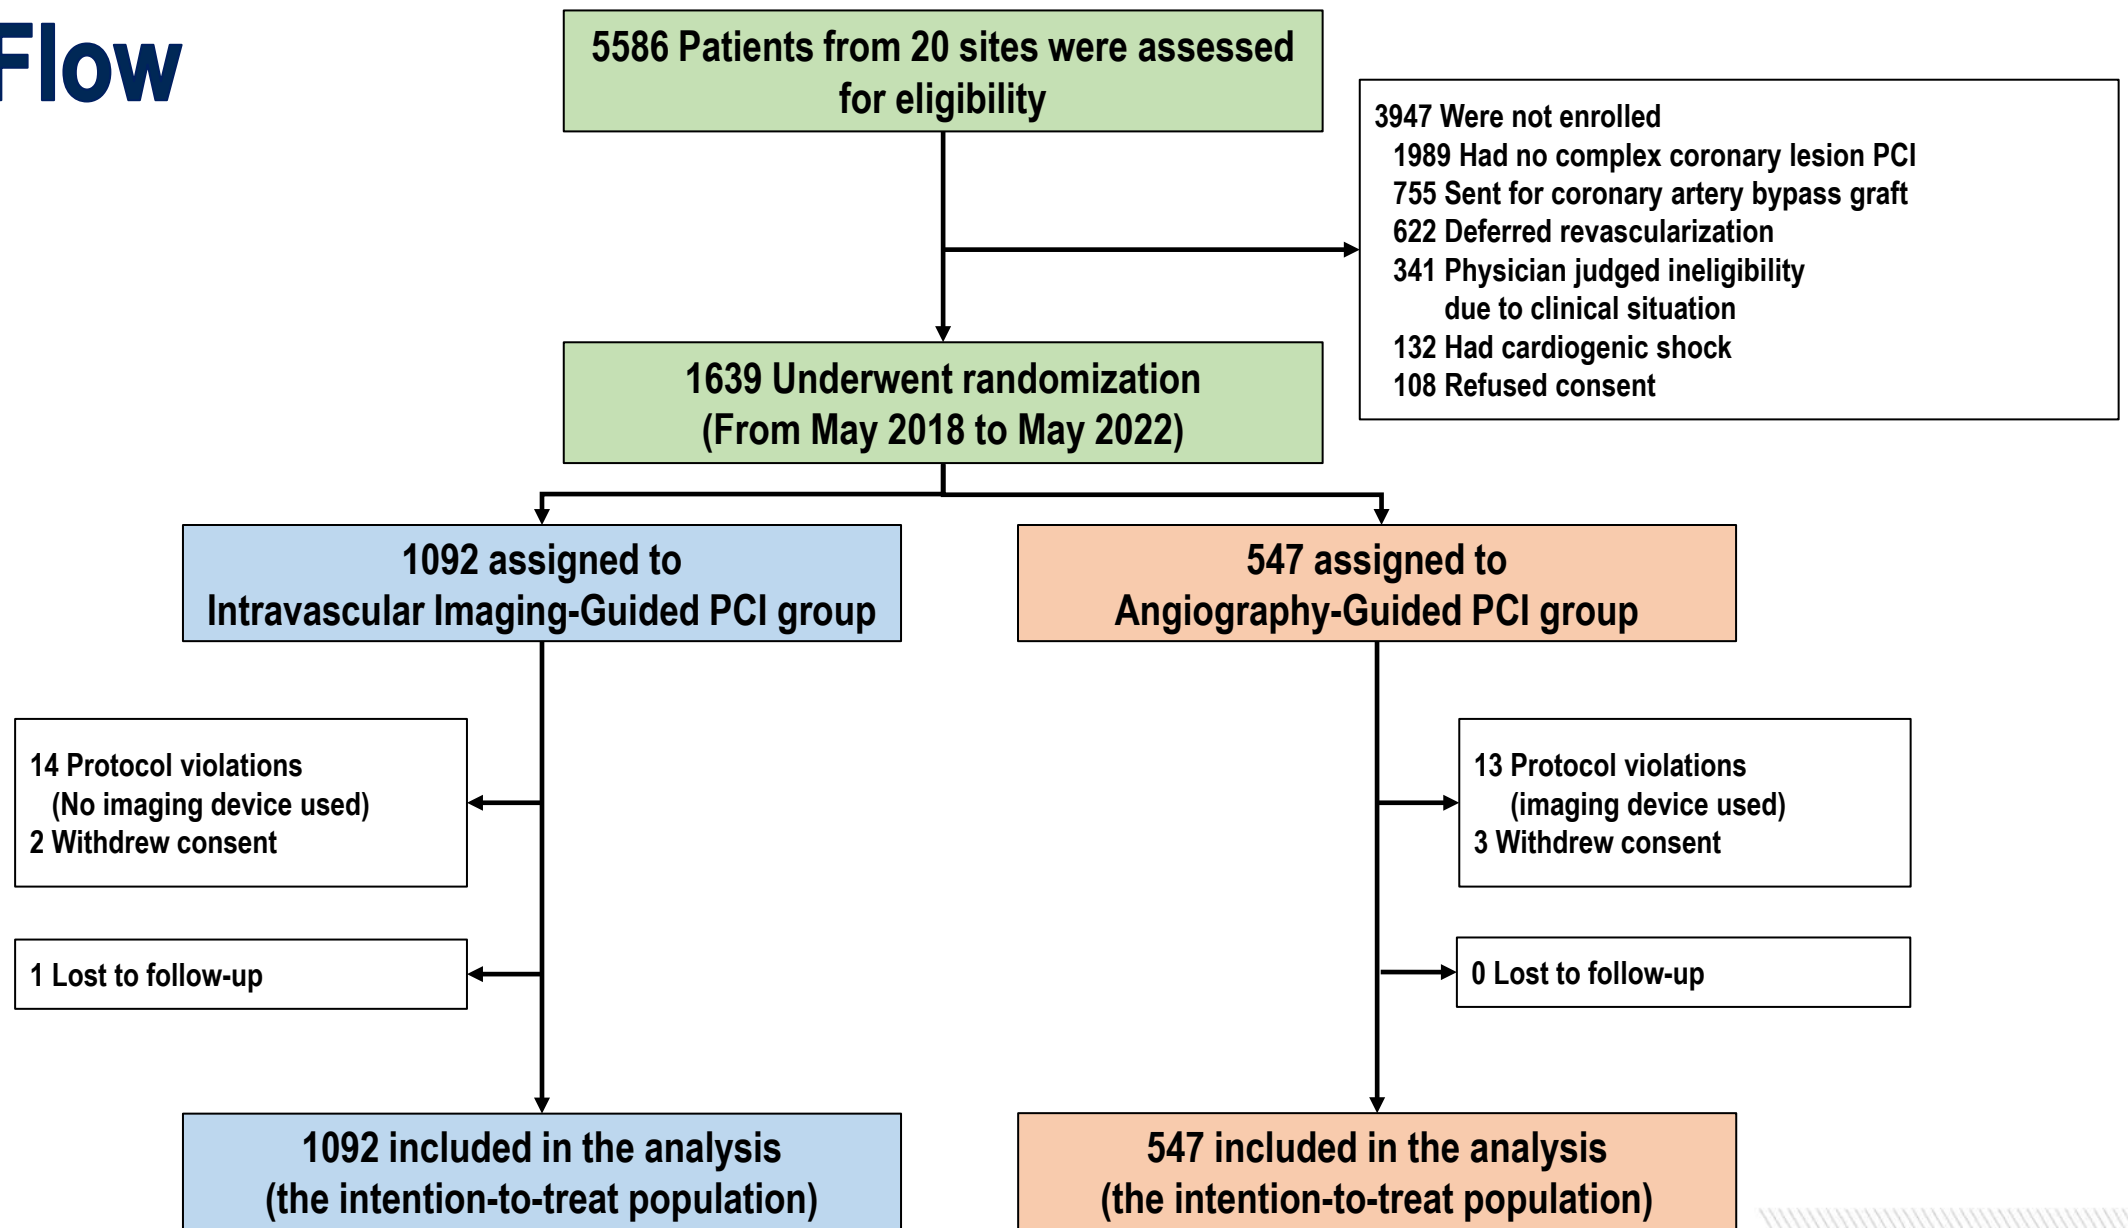 Flow
5586 Patients from 20 sites were assessed
for eligibility
3947 Were not enrolled
1989 Had no complex coronary lesion PCI
755 Sent for coronary artery bypass graft
622 Deferred revascularization
341 Physician judged ineligibility
due to clinical situation
132 Had cardiogenic shock
108 Refused consent
1639 Underwent randomization
(From May 2018 to May 2022)
1092 assigned to
Intravascular Imaging-Guided PCI group
547 assigned to
Angiography-Guided PCI group
14 Protocol violations
(No imaging device used)
2 Withdrew consent
13 Protocol violations
(imaging device used)
3 Withdrew consent
1 Lost to follow-up
0 Lost to follow-up
1092 included in the analysis
(the intention-to-treat population)
547 included in the analysis
(the intention-to-treat population)